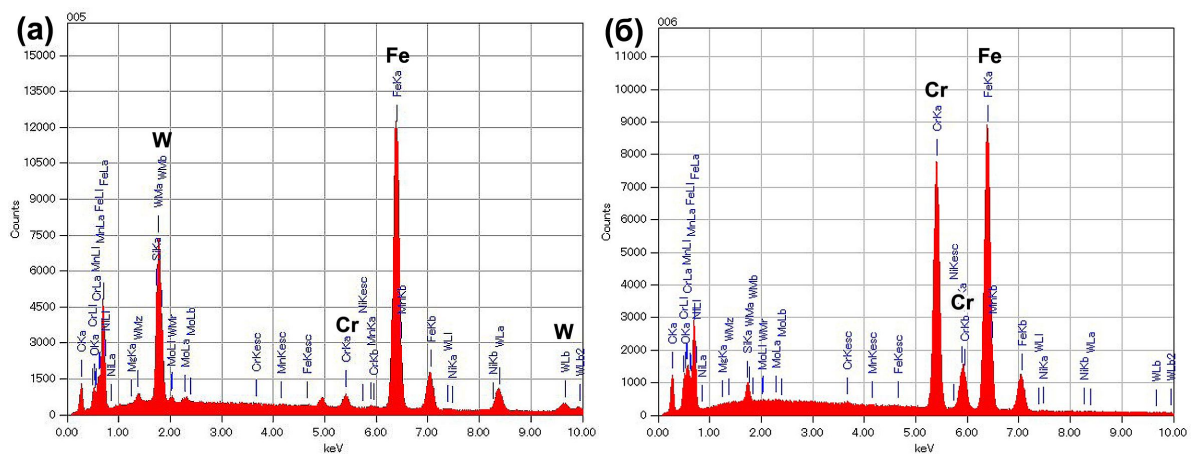 (а)
005
Counts
15000
13500
12000
10500
9000
7500
6000
4500
3000
1500
0
CKa
OKa
CrLl
CrLa
MnLl
MnLa
FeLl
FeLa
NiLl
NiLa
MgKa
WMz
SiKa
WMa
WMb
W
MoLl
WMr
MoLa
MoLb
CrKesc
MnKesc
FeKesc
CrKa
Cr
NiKesc
CrKb
MnKa
FeKa
Fe
MnKb
FeKb
WLl
NiKa
NiKb
WLa
W
WLb
WLb2
0.00 1.00 2.00 3.00 4.00 5.00 6.00 7.00 8.00 9.00 10.00
keV
(б)
006
Counts
11000
10000
9000
8000
7000
6000
5000
4000
3000
2000
1000
0
CKa
OKa
CrLl
CrLa
MnLl
MnLa
FeLl
FeLa
NiLl
NiLa
MgKa
WMz
SiKa
WMa
WMb
MoLl
WMr
MoLa
MoLb
CrKesc
MnKesc
FeKesc
CrKa
Cr
NiKesc
Cr
CrKb
FeKa
Fe
MnKb
FeKb
WLl
NiKa
NiKb
WLa
WLb
WLb2
0.00 1.00 2.00 3.00 4.00 5.00 6.00 7.00 8.00 9.00 10.00
keV